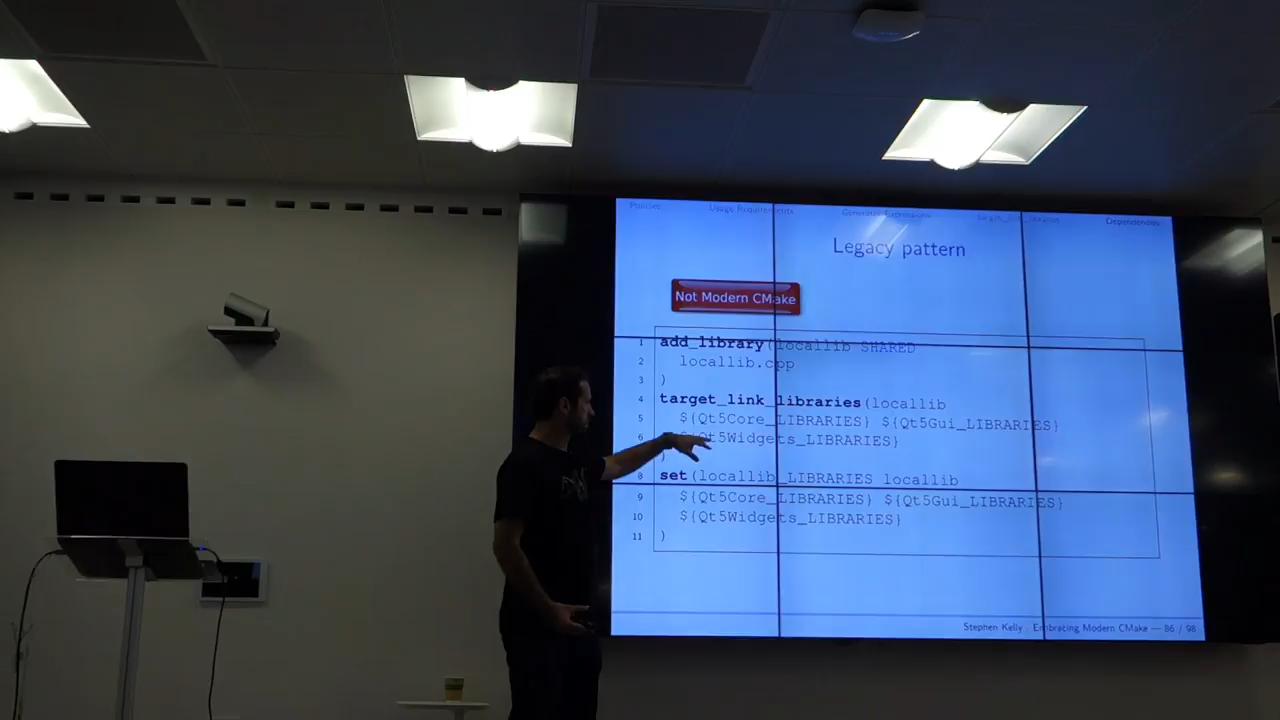 Policies Usage Requirements Generator Expressions Dependencies
Legacy pattern
Not Modern CMake
1 add_library(locallib SHARED
2 locallib.cpp
3 )
4 target_link_libraries(locallib
5 ${Qt5Core_LIBRARIES} ${Qt5Gui_LIBRARIES}
6 ${Qt5Widgets_LIBRARIES}
)
8 set(locallib_LIBRARIES locallib
9 ${Qt5Core_LIBRARIES} ${Qt5Gui_LIBRARIES}
10 ${Qt5Widgets_LIBRARIES}
11 )
Stephen Kelly Embracing Modern CMake — 86 / 98